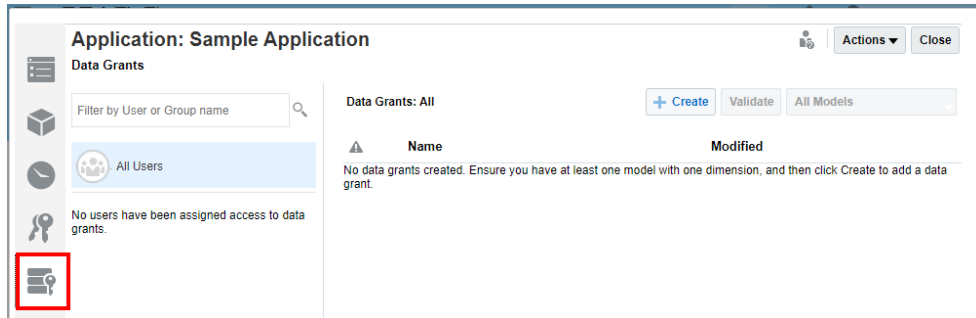 Application: Sample Application
Actions
Close
Data Grants
Filter by User or Group name
Data Grants: All
Create
Validate
All Models
Name
Modified
All Users
No data grants created. Ensure you have at least one model with one dimension, and then click Create to add a data
grant.
No users have been assigned access to data
grants.